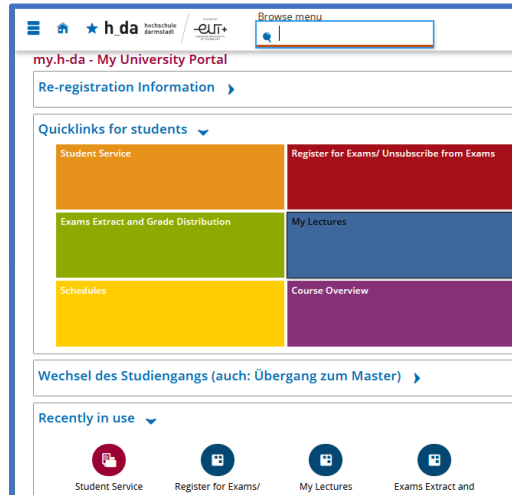 Browse menu
h_da hochschule darmstadt EUT+
my.h-da - My University Portal
Re-registration Information
Quicklinks for students
Student Service
Register for Exams/ Unsubscribe from Exams
Exams Extract and Grade Distribution
My Lectures
Schedules
Course Overview
Wechsel des Studiengangs (auch: Übergang zum Master)
Recently in use
Student Service
Register for Exams/
My Lectures
Exams Extract and